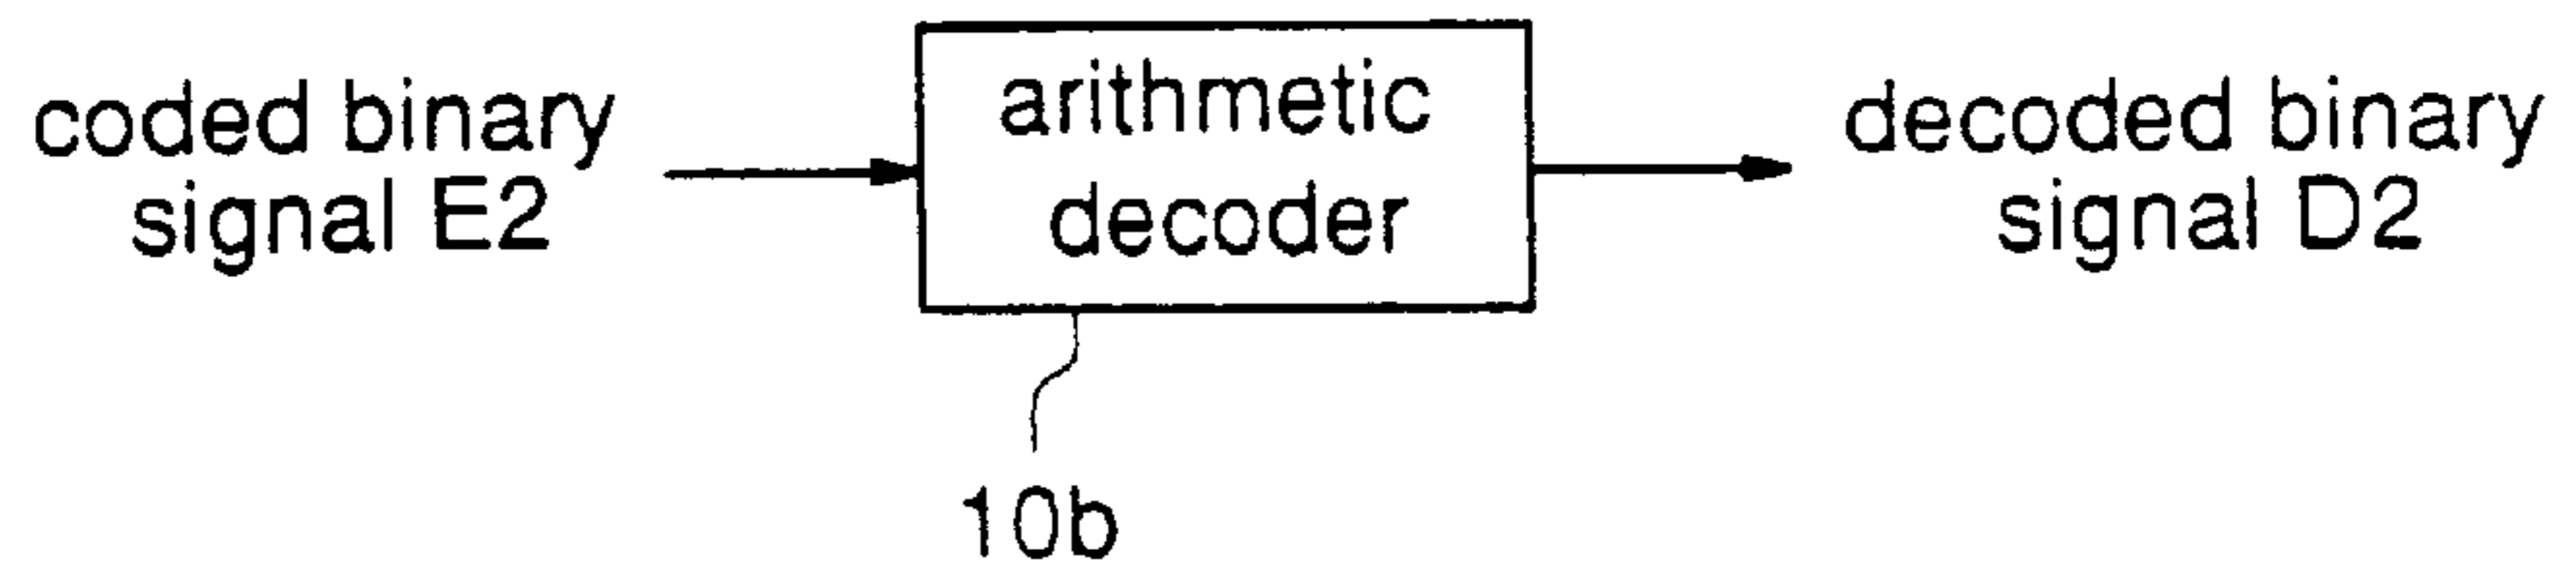 coded binary
signal E2
arithmetic
decoder
decoded binary
signal D2
10b